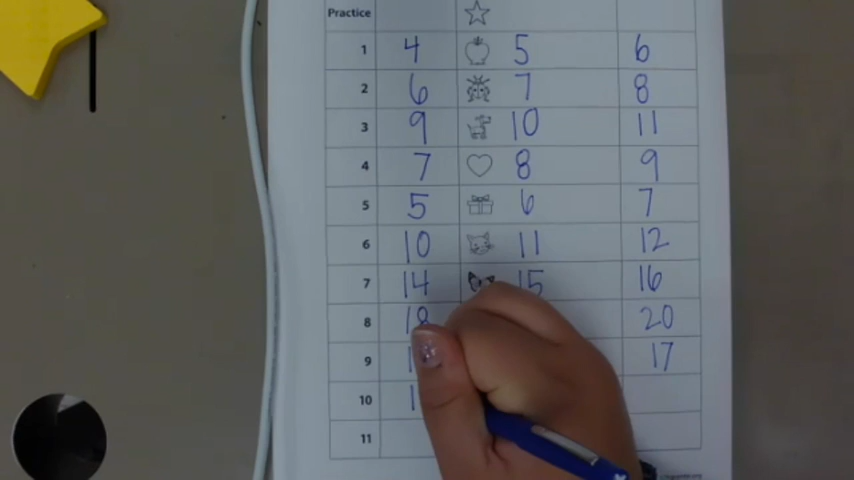 Practice
1 4 5 6
2 6 7 8
3 9 10 11
4 7 8 9
5 5 6 7
6 10 11 12
7 14 15 16
8 18 20
9 17
10
11